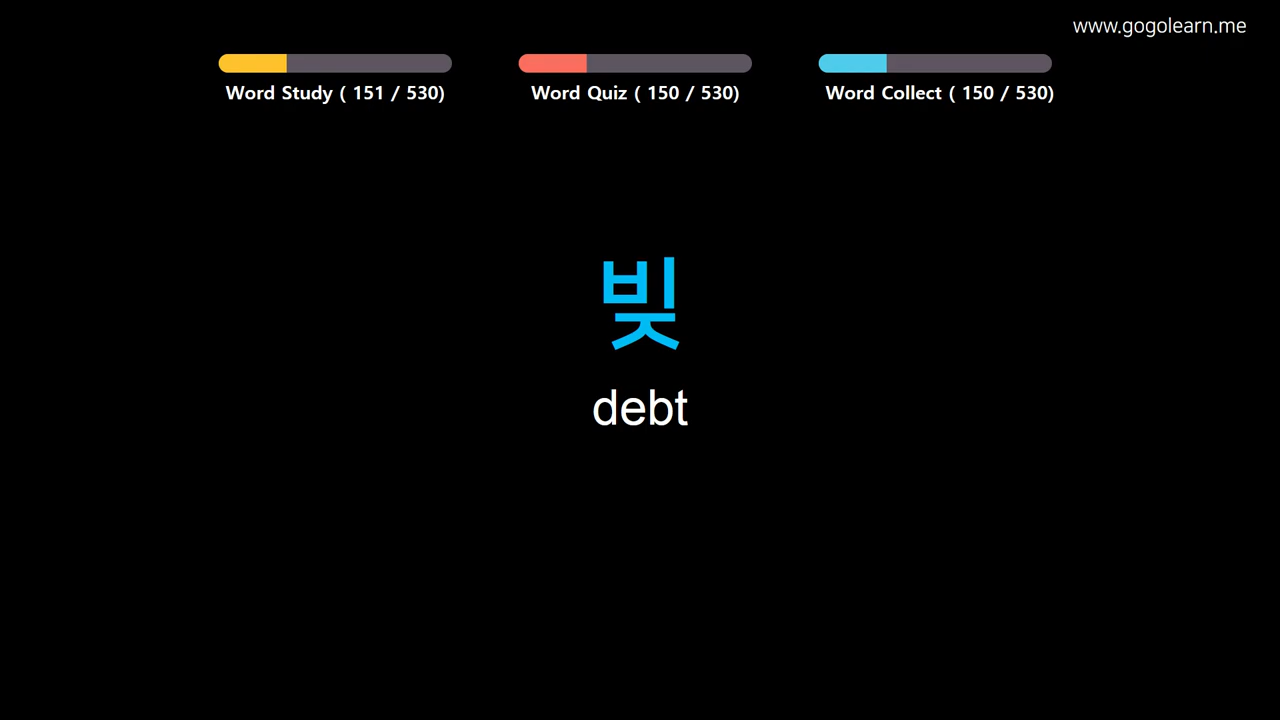 www.gogolearn.me
Word Study ( 151 / 530)
Word Quiz ( 150 / 530)
Word Collect ( 150 / 530)
빚
debt